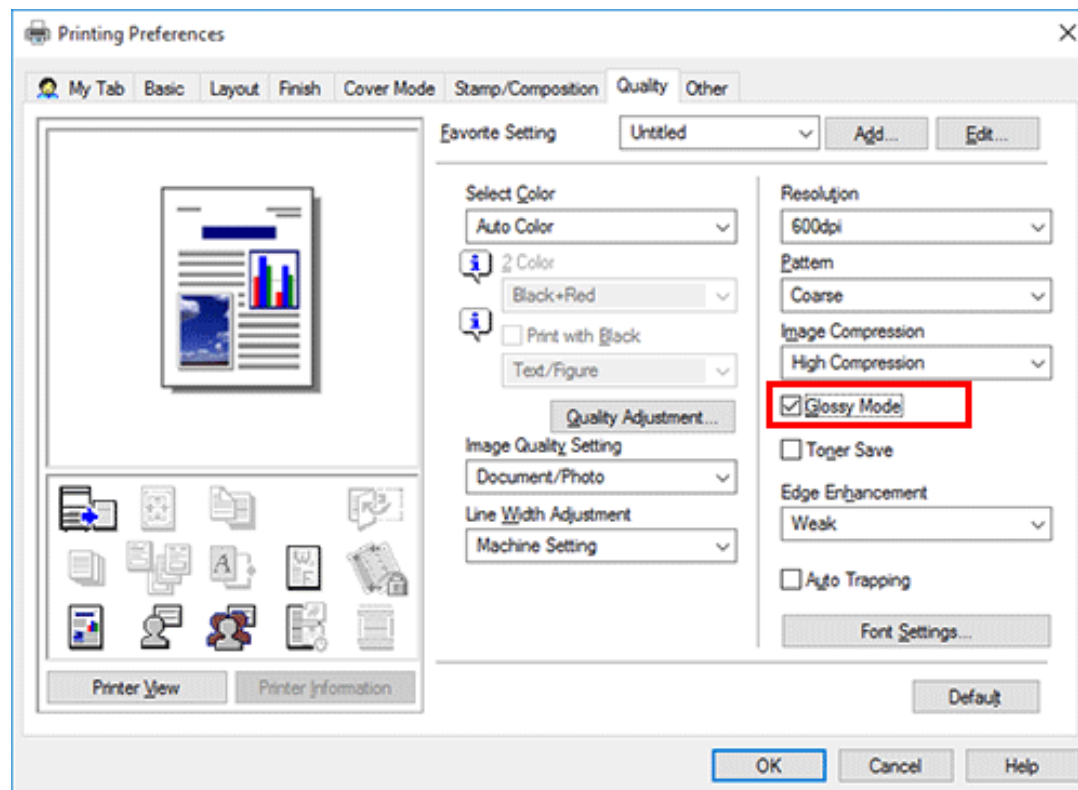 Printing Preferences
My Tab Basic Layout Finish Cover Mode Stamp/Composition Quality Other
Favorite Setting Untitled Add... Edit...
Select Color
Auto Color
2 Color
Black+Red
Print with Black
Text/Figure
Quality Adjustment...
Image Quality Setting
Document/Photo
Line Width Adjustment
Machine Setting
Resolution
600dpi
Pattern
Coarse
Image Compression
High Compression
Glossy Mode
Toner Save
Edge Enhancement
Weak
Auto Trapping
Font Settings...
A
W
F
Printer View Printer Information
Default
OK Cancel Help